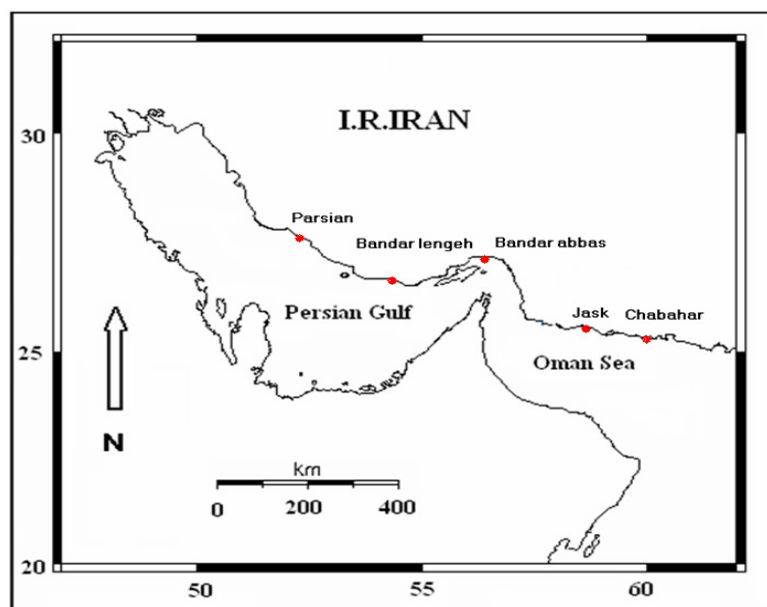 I.R.IRAN
30
Parsian
Bandar lengeh
Bandar abbas
Persian Gulf
Jask
Chabahar
25
Oman Sea
N
km
0 200 400
20
50 55 60